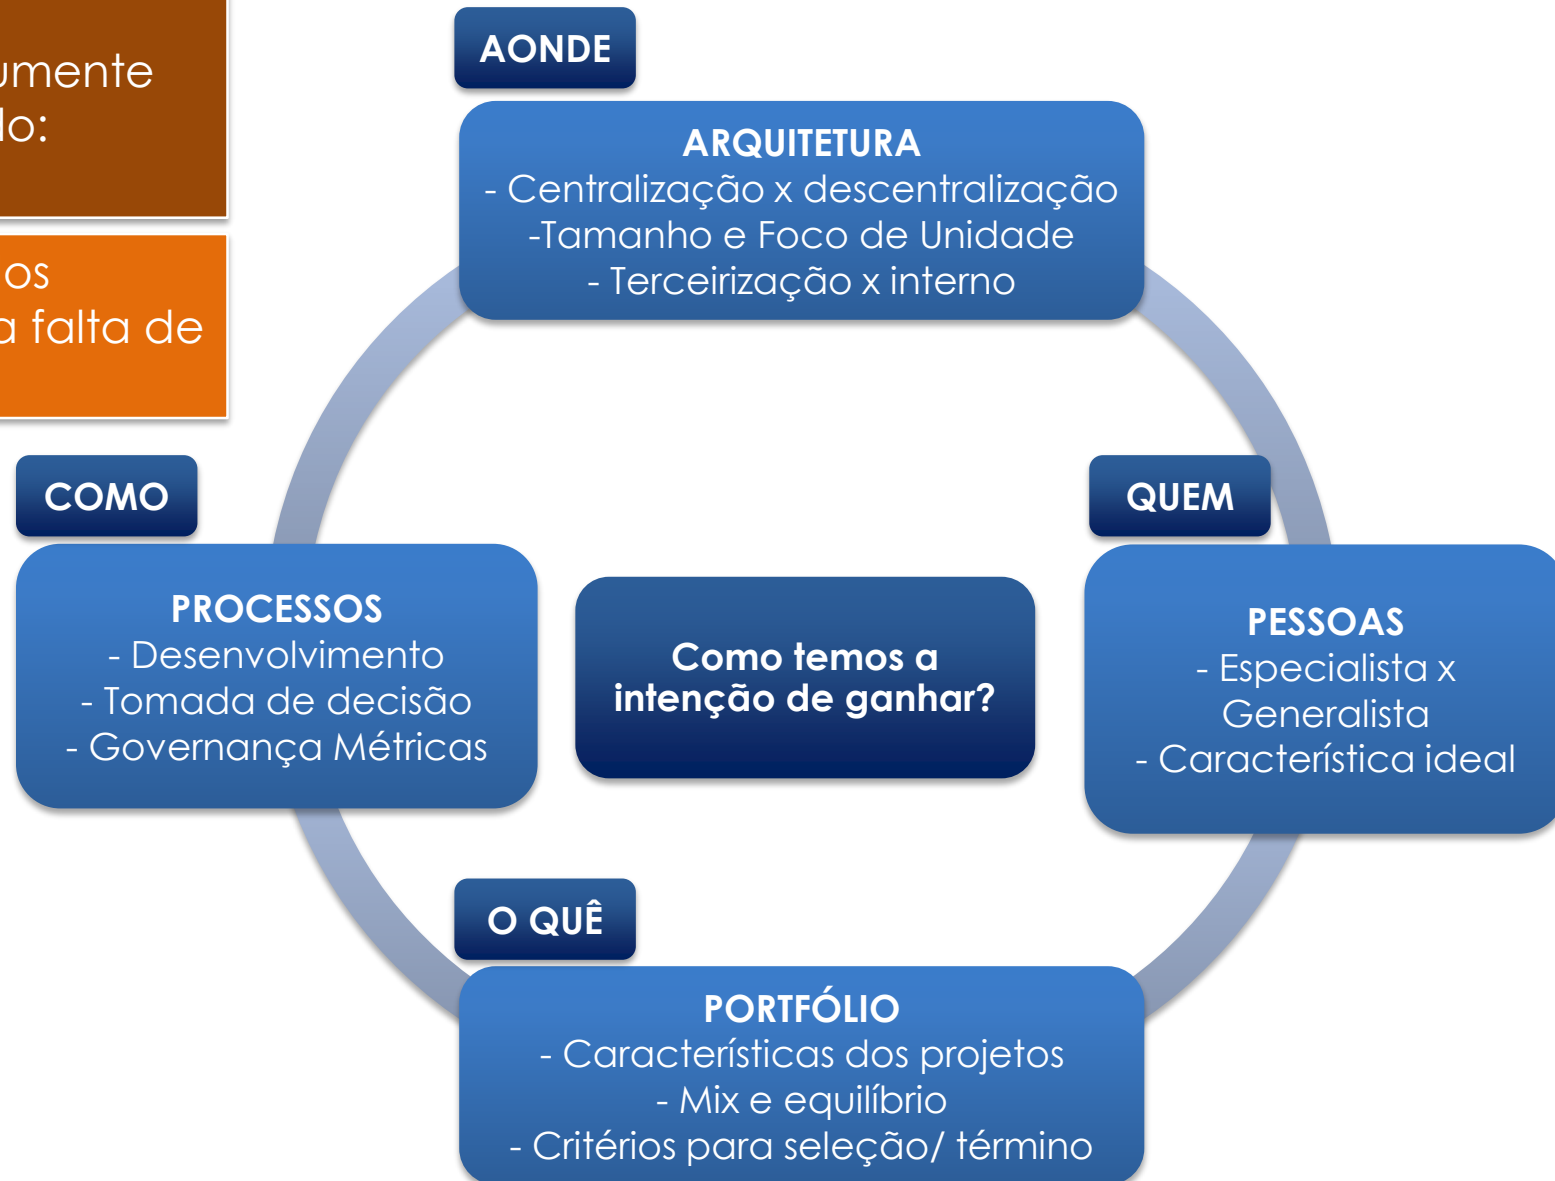 umente
do:
os
a falta de
AONDE
ARQUITETURA
- Centralização x descentralização
-Tamanho e Foco de Unidade
- Terceirização x interno
COMO
PROCESSOS
- Desenvolvimento
- Tomada de decisão
- Governança Métricas
Como temos a
intenção de ganhar?
QUEM
PESSOAS
- Especialista x
Generalista
- Característica ideal
O QUÊ
PORTFÓLIO
- Características dos projetos
- Mix e equilíbrio
- Critérios para seleção/ término